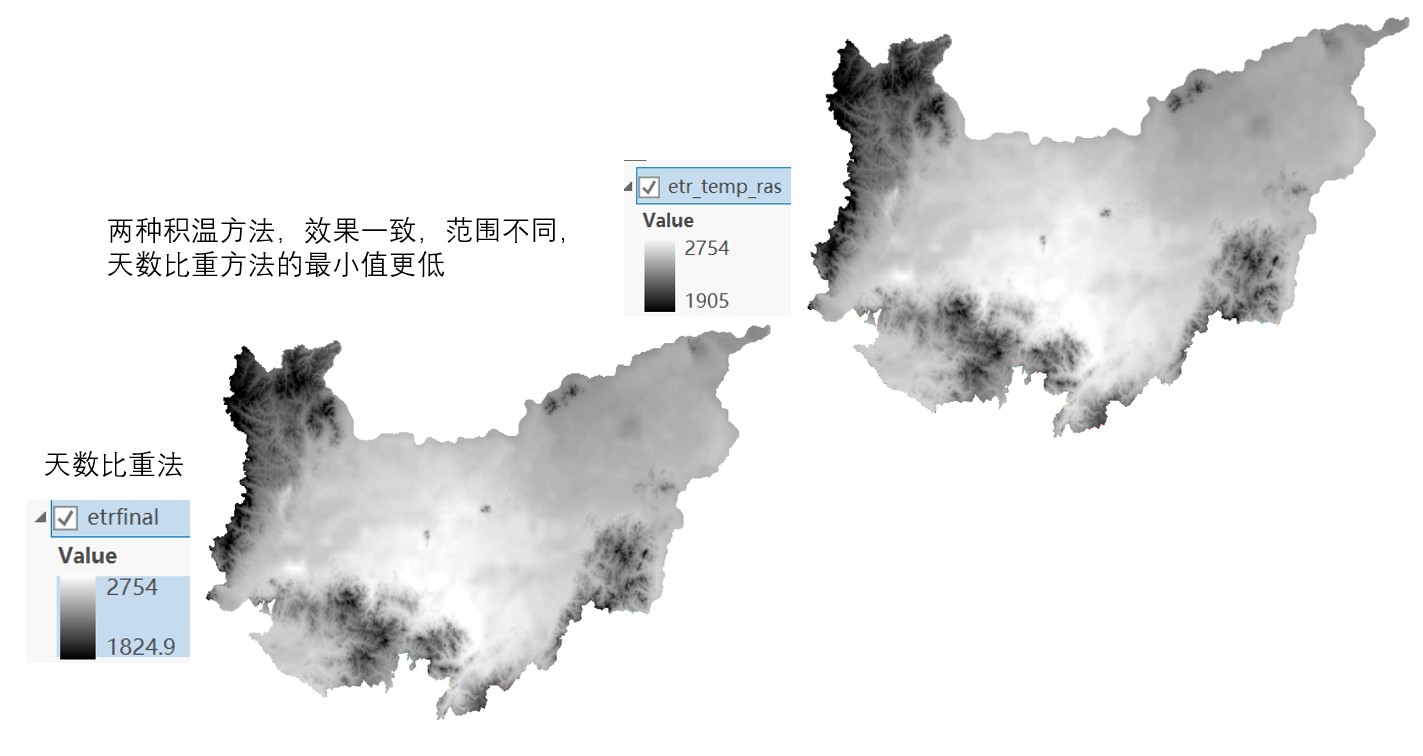 两种积温方法，效果一致，范围不同，
天数比重方法的最小值更低
etr_temp_ras
Value
2754
1905
天数比重法
etrfinal
Value
2754
1824.9